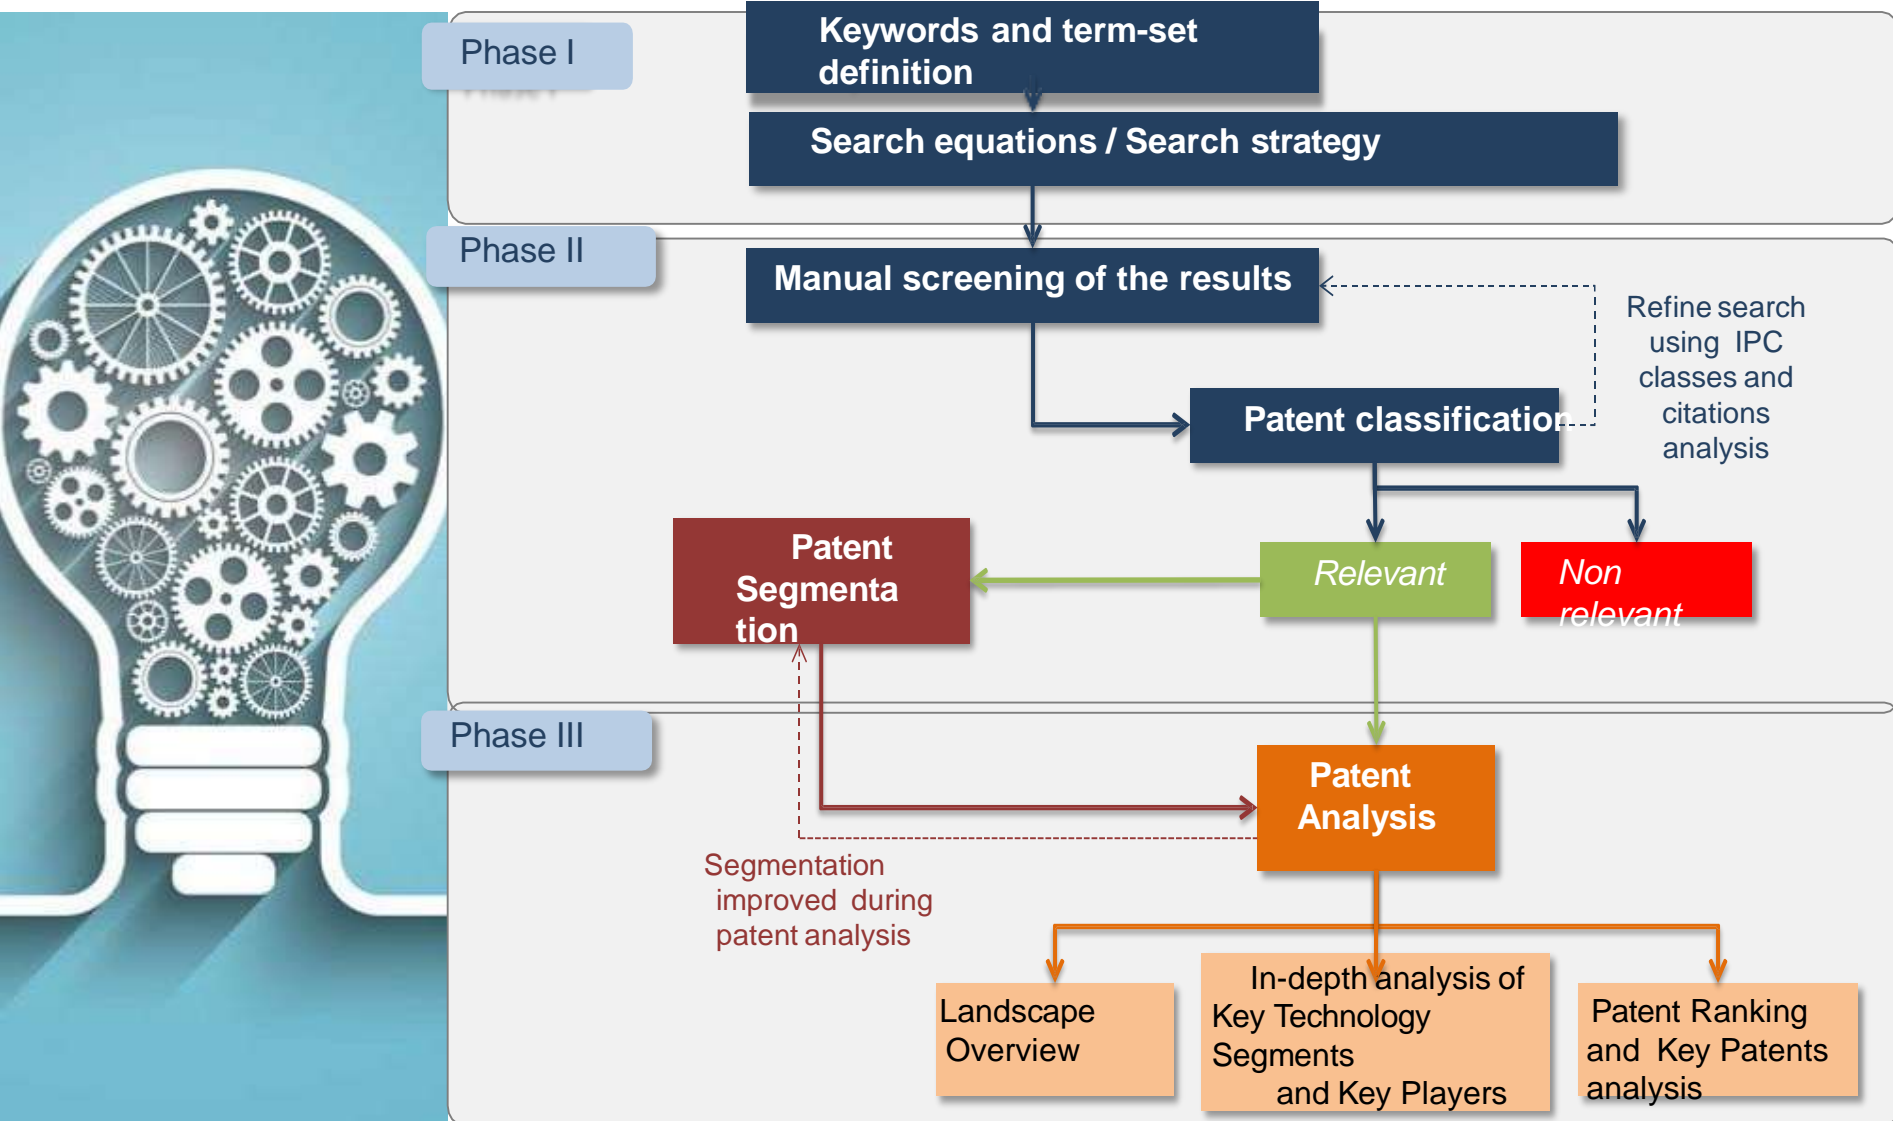 Phase I
Keywords and term-set
definition
Search equations / Search strategy
Phase II
Manual screening of the results
Refine search
using IPC
classes and
citations
analysis
Patent classification
Patent
Segmenta
tion
Relevant
Non
relevant
Phase III
Patent
Analysis
Segmentation
improved during
patent analysis
Landscape
Overview
In-depth analysis of
Key Technology
Segments
and Key Players
Patent Ranking
and Key Patents
analysis